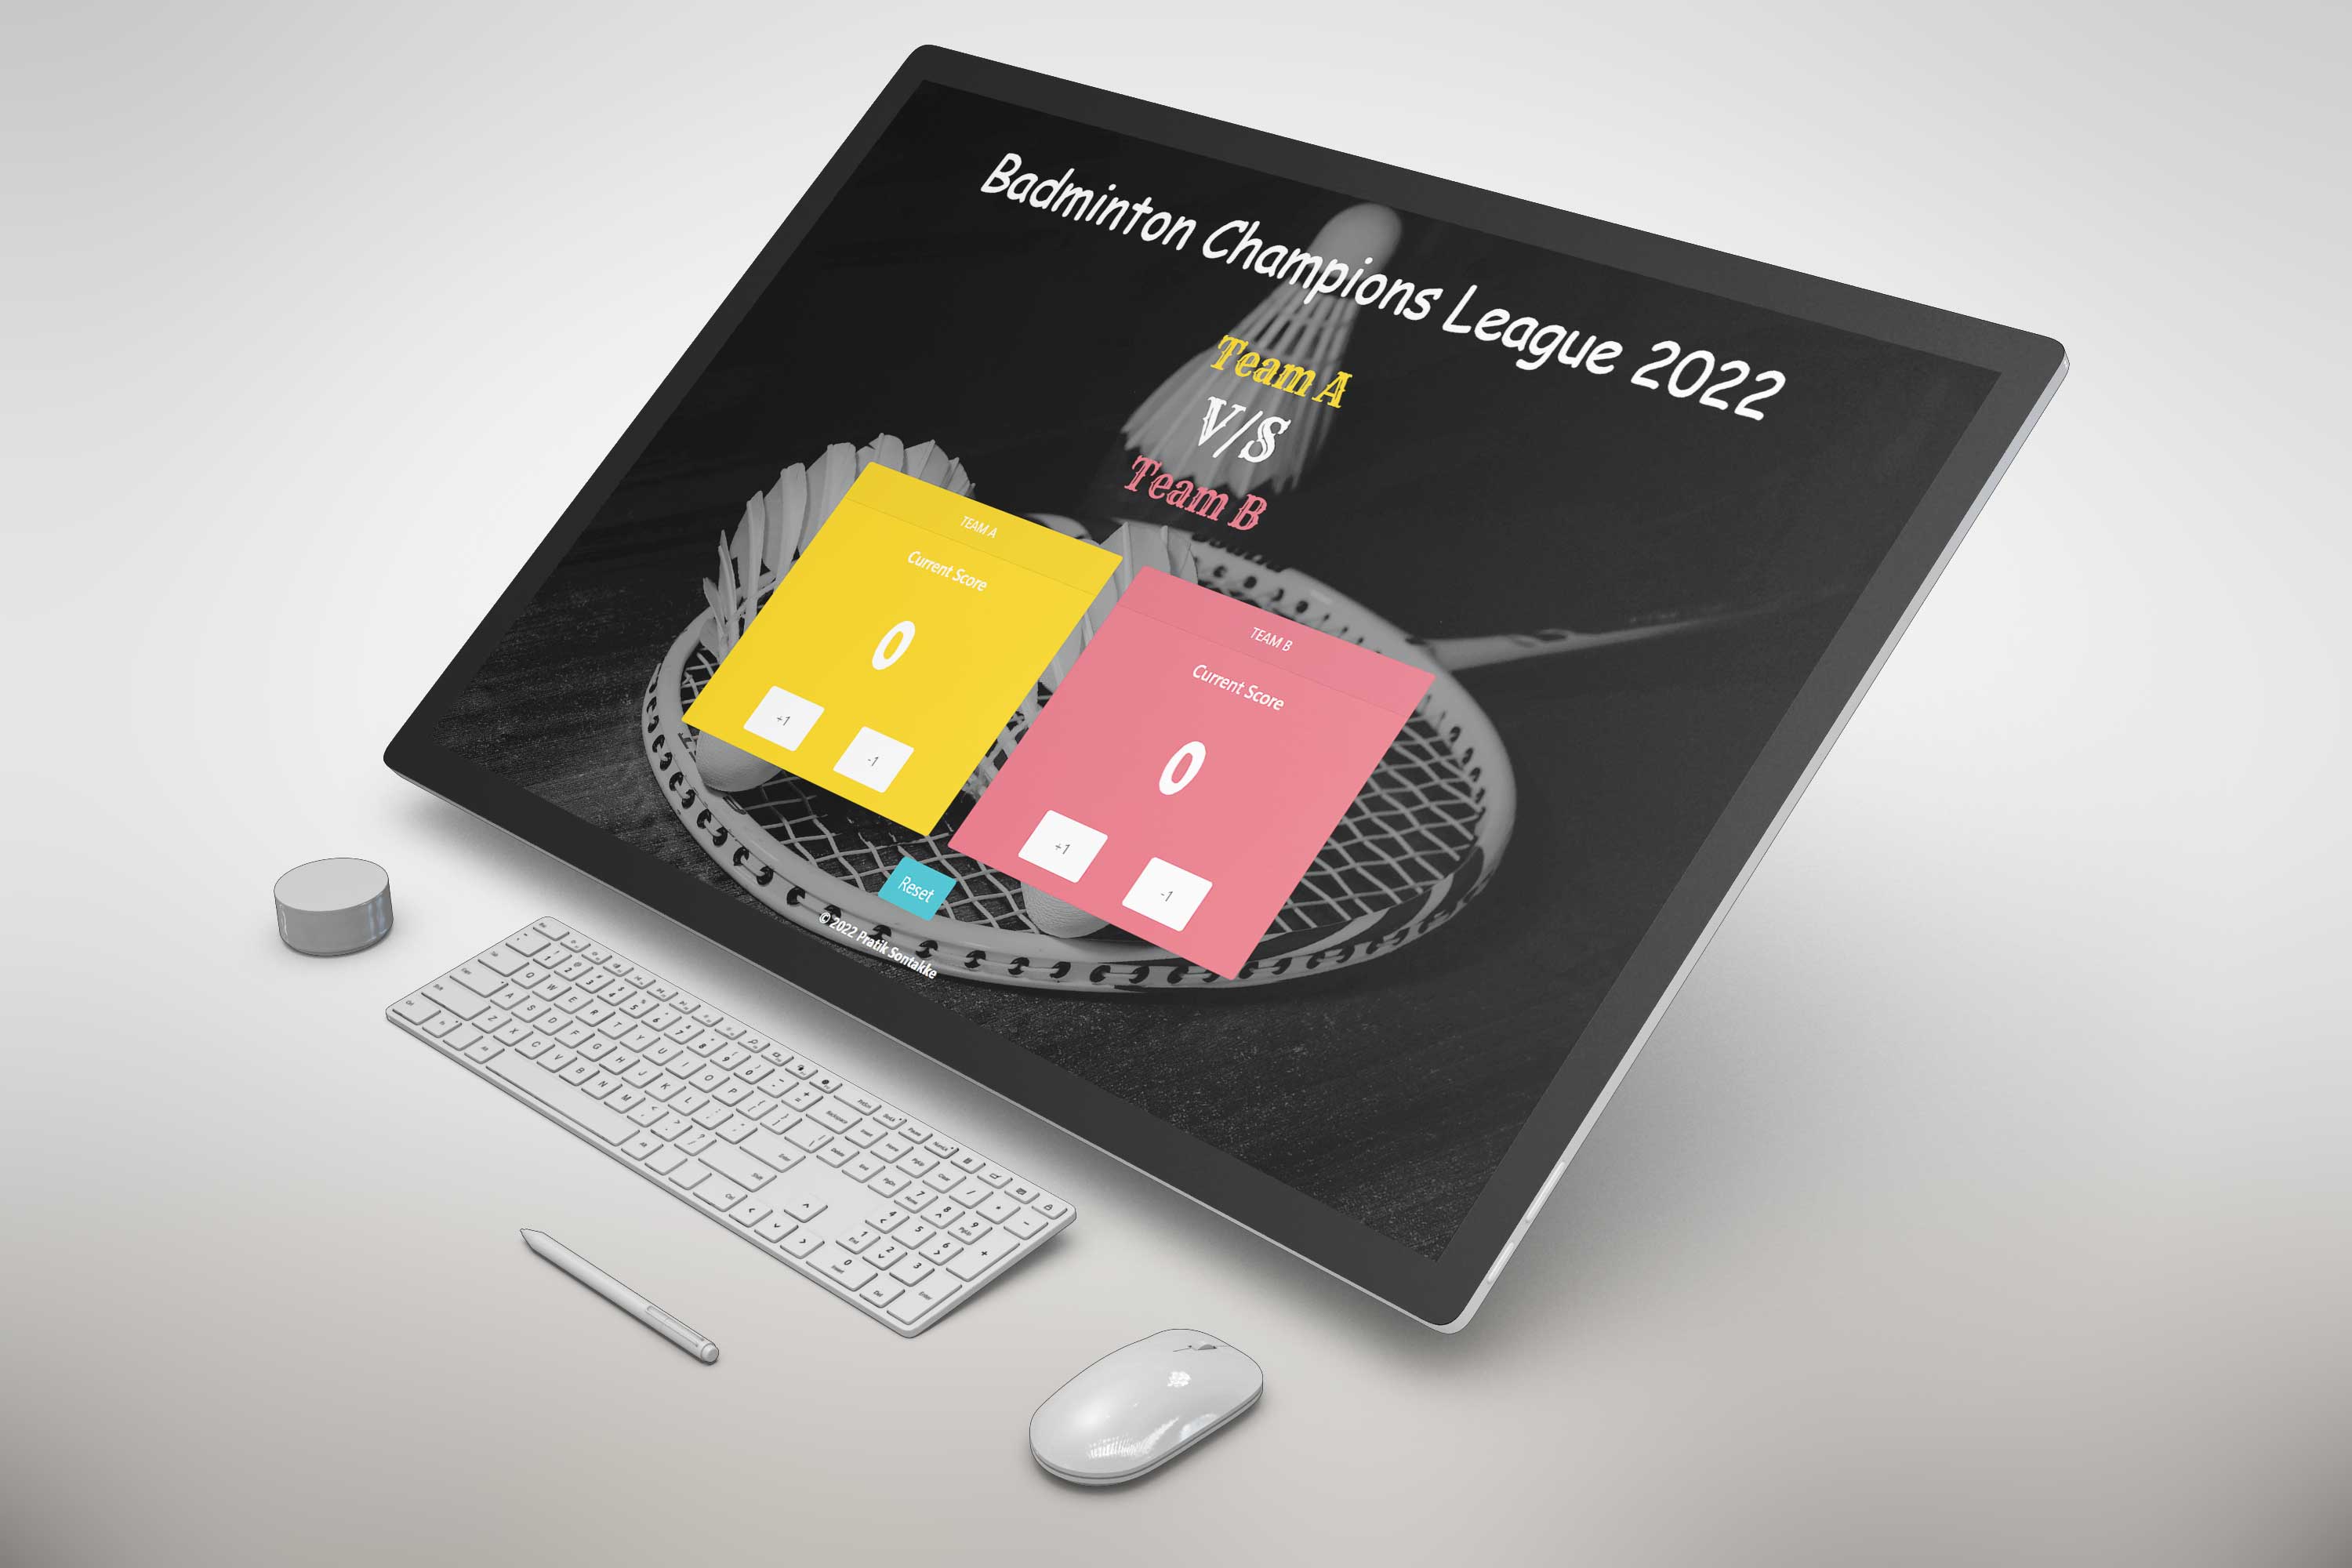 Badminton Champions League 2022
Team A
V/S
Team B
TEAM A
Current Score
0
+1
-1
TEAM B
Current Score
0
+1
-1
Reset
© 2022 Pratik Sontakke